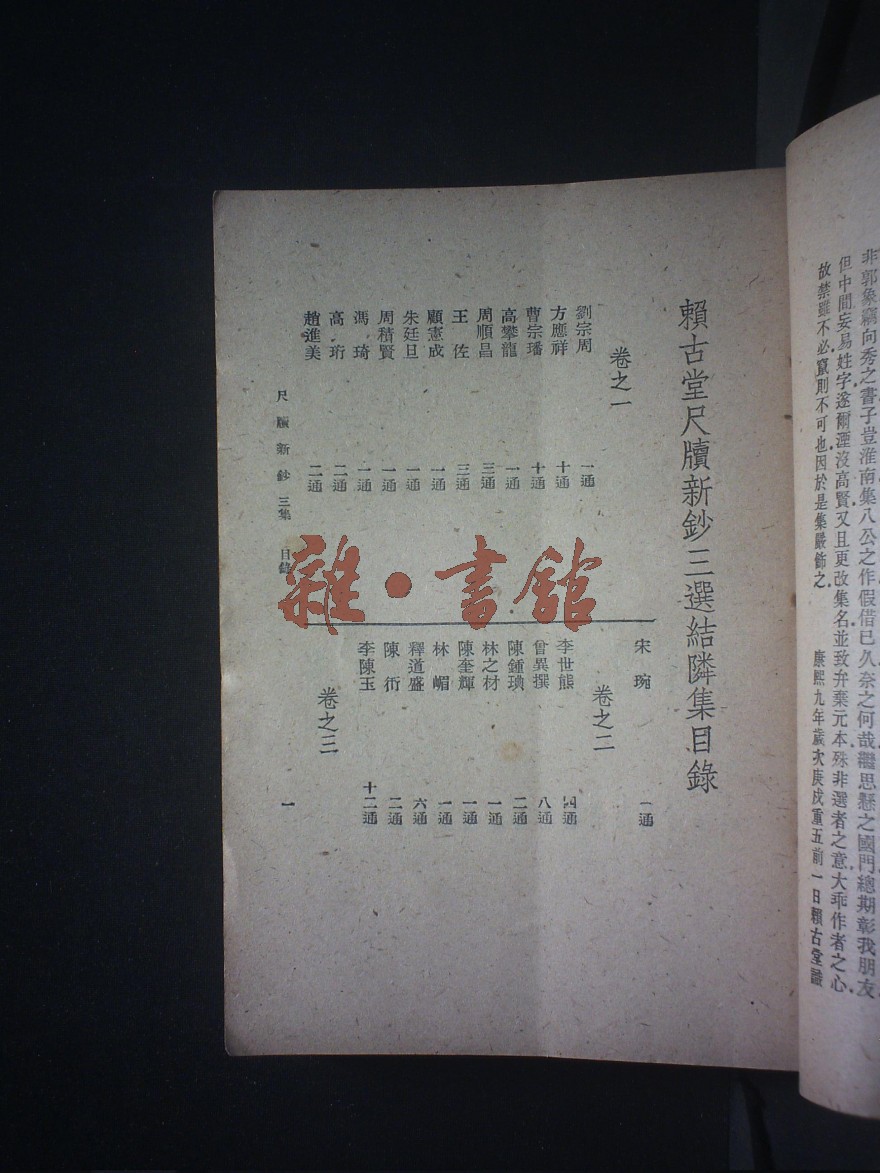 非郭象竊向秀之書子豈淮南集八公之作假借已久奈之何哉繼思懸之國門總期彰我朋友
但中間妄易姓字遂爾湮沒高賢又且更改集名並致弁棄元本殊非選者之意大乖作者之心
故禁雖不必竄則不可也因於是集嚴飭之 康熙九年歲次庚戌重五前一日賴古堂識
賴古堂尺牘新鈔三選結隣集目錄
卷之一
劉宗周 一通
方應祥 十通
曹宗璠 十通
高攀龍 一通
周順昌 三通
王佐 三通
顧憲成 一通
朱廷旦 一通
周積賢 一通
馮琦 一通
高珩 二通
趙進美 二通
宋琬 一通
卷之二
李世熊 四通
曾異撰 八通
陳鍾琠 二通
林之材 一通
陳奎輝 一通
林嵋 一通
釋道盛 六通
陳衎 二通
李陳玉 十二通
卷之三
尺牘新鈔三集 目錄 一
雜·書館